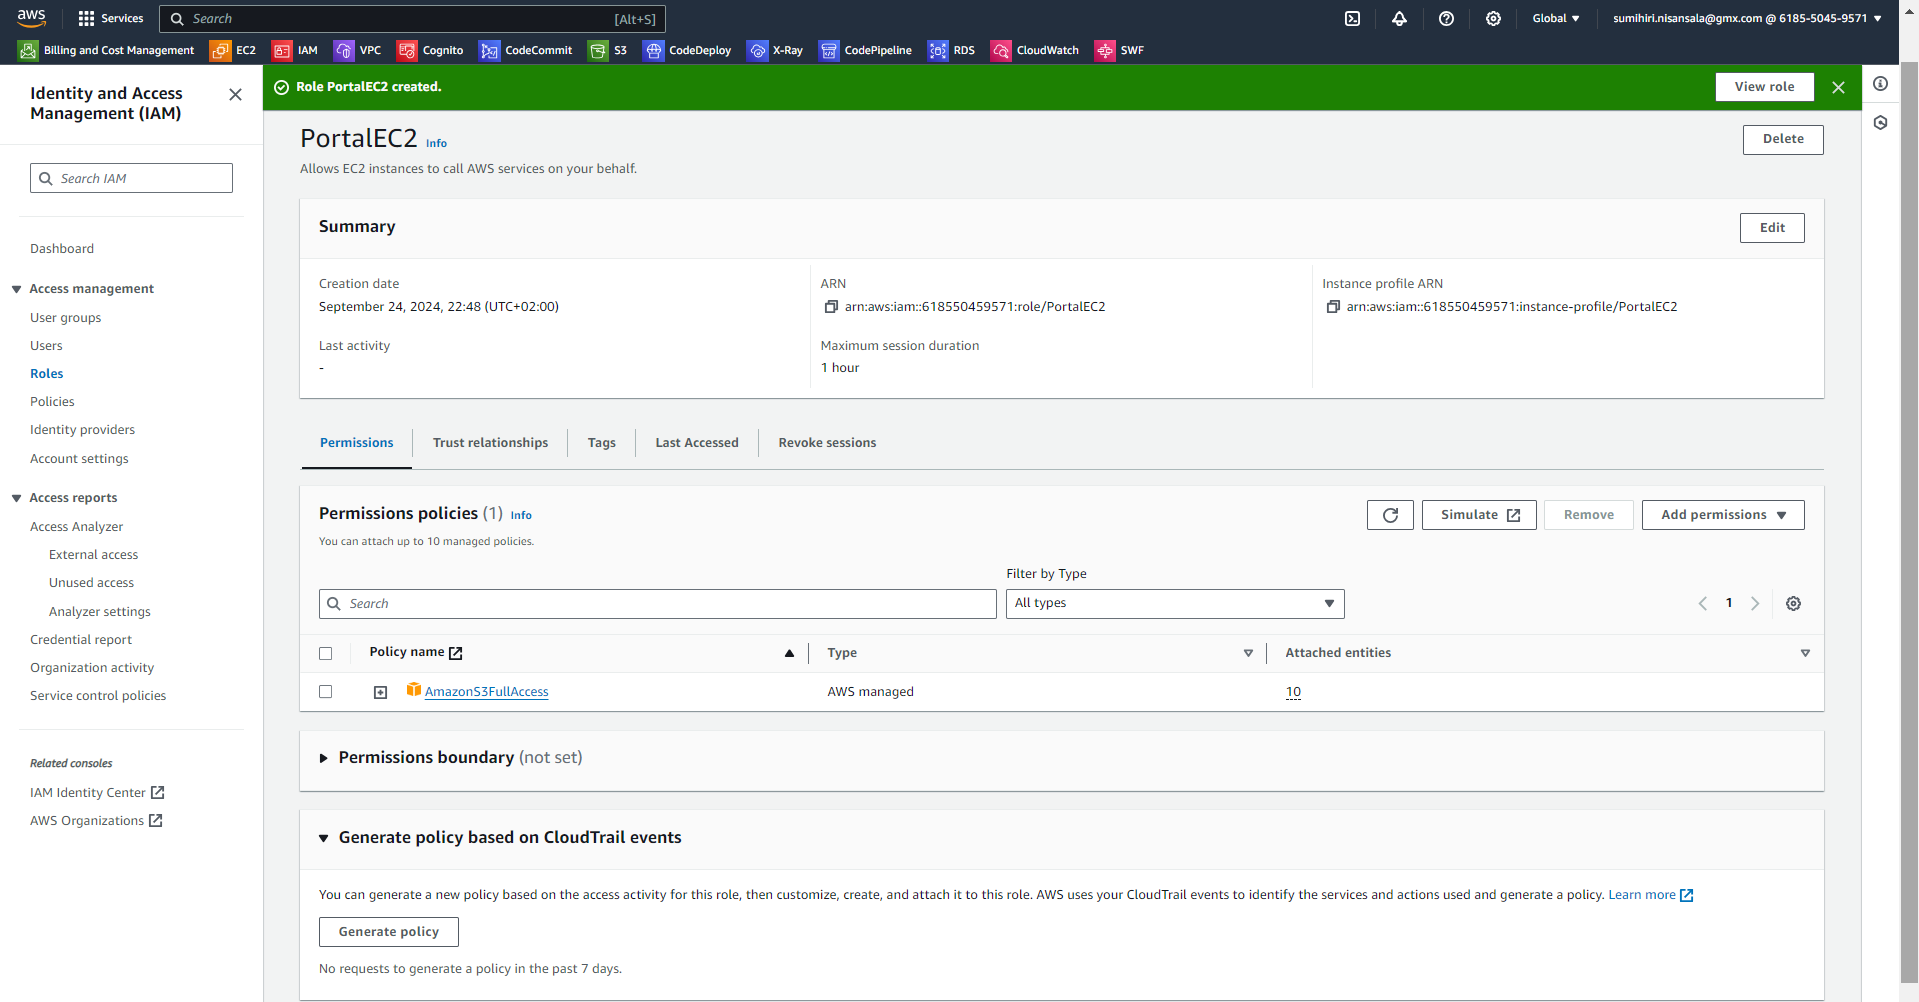 aws
Services
Search
[Alt+S]
Global
sumihiri.nisansala@gmx.com @ 6185-5045-9571
Billing and Cost Management
EC2
IAM
VPC
Cognito
CodeCommit
S3
CodeDeploy
X-Ray
CodePipeline
RDS
CloudWatch
SWF
Identity and Access
Management (IAM)
Search IAM
Dashboard
Access management
User groups
Users
Roles
Policies
Identity providers
Account settings
Access reports
Access Analyzer
External access
Unused access
Analyzer settings
Credential report
Organization activity
Service control policies
Related consoles
IAM Identity Center
AWS Organizations
Role PortalEC2 created.
View role
PortalEC2 Info
Delete
Allows EC2 instances to call AWS services on your behalf.
Summary
Edit
Creation date
September 24, 2024, 22:48 (UTC+02:00)
Last activity
-
ARN
arn:aws:iam::618550459571:role/PortalEC2
Maximum session duration
1 hour
Instance profile ARN
arn:aws:iam::618550459571:instance-profile/PortalEC2
Permissions
Trust relationships
Tags
Last Accessed
Revoke sessions
Permissions policies (1) Info
You can attach up to 10 managed policies.
Simulate
Remove
Add permissions
Filter by Type
Search
All types
1
Policy name
Type
Attached entities
AmazonS3FullAccess
AWS managed
10
Permissions boundary (not set)
Generate policy based on CloudTrail events
You can generate a new policy based on the access activity for this role, then customize, create, and attach it to this role. AWS uses your CloudTrail events to identify the services and actions used and generate a policy. Learn more
Generate policy
No requests to generate a policy in the past 7 days.